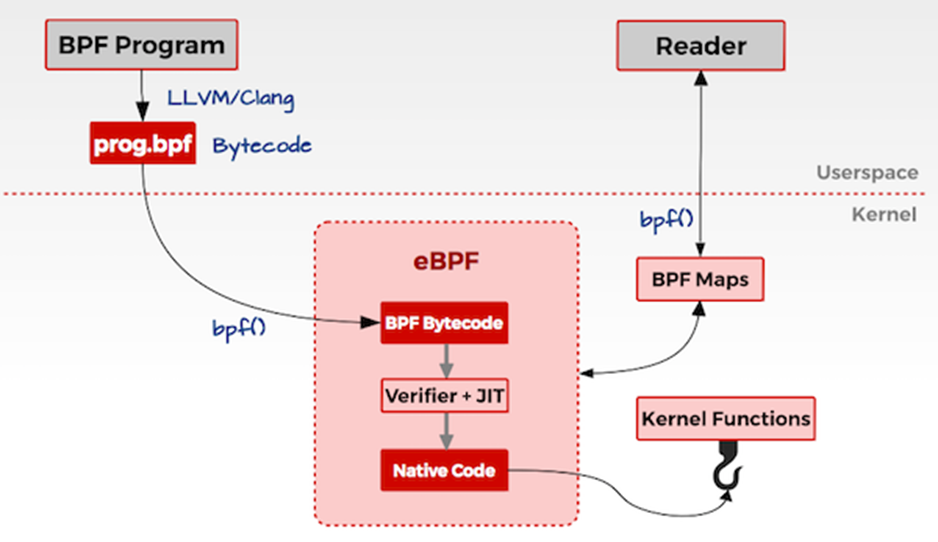 BPF Program
Reader
LLVM/Clang
prog.bpf
Bytecode
Userspace
Kernel
bpf()
eBPF
BPF Maps
BPF Bytecode
bpf()
Verifier + JIT
Kernel Functions
Native Code